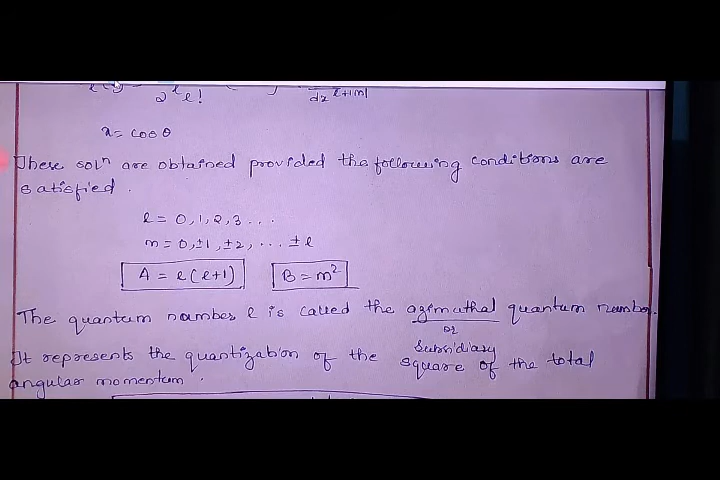 2^l l!
dx^l+|m|
x = cos θ
These solⁿ are obtained provided the following conditions are
satisfied.
l = 0, 1, 2, 3 ...
m = 0, ±1, ±2, ... ±l
A = l(l+1) B = m²
The quantum number l is called the azimuthal quantum number.
or
Subsidiary
It represents the quantization of the square of the total
angular momentum.